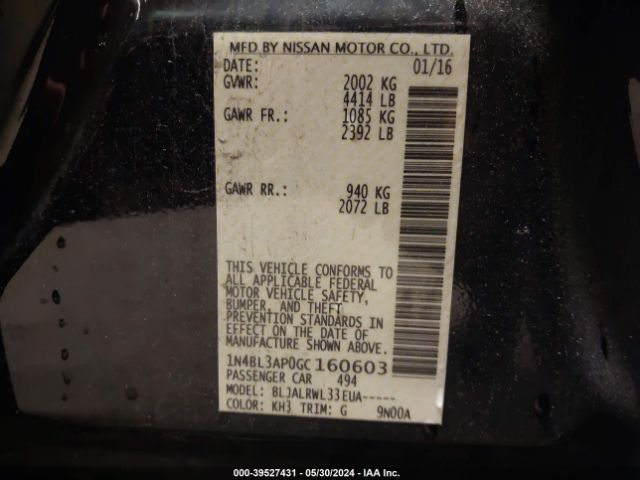 MFD BY NISSAN MOTOR CO., LTD.
DATE: 01/16
GVWR: 2002 KG
4414 LB
GAWR FR.: 1085 KG
2392 LB
GAWR RR.: 940 KG
2072 LB
THIS VEHICLE CONFORMS TO
ALL APPLICABLE FEDERAL
MOTOR VEHICLE SAFETY,
BUMPER, AND THEFT
PREVENTION STANDARDS IN
EFFECT ON THE DATE OF
MANUFACTURE SHOWN ABOVE.
1N4BL3AP0GC160603
PASSENGER CAR 494
MODEL: BLJALRWL33EUA-----
COLOR: KH3 TRIM: G 9N00A
000-39527431 - 05/30/2024 - IAA Inc.